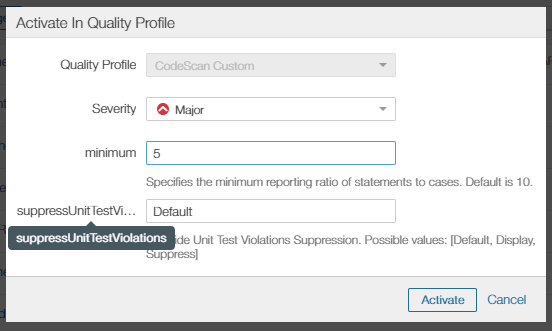 Activate In Quality Profile
Quality Profile
CodeScan Custom
Severity
Major
minimum
5
Specifies the minimum reporting ratio of statements to cases. Default is 10.
suppressUnitTestVi...
Default
suppressUnitTestViolations
ide Unit Test Violations Suppression. Possible values: [Default, Display,
Suppress]
Activate
Cancel